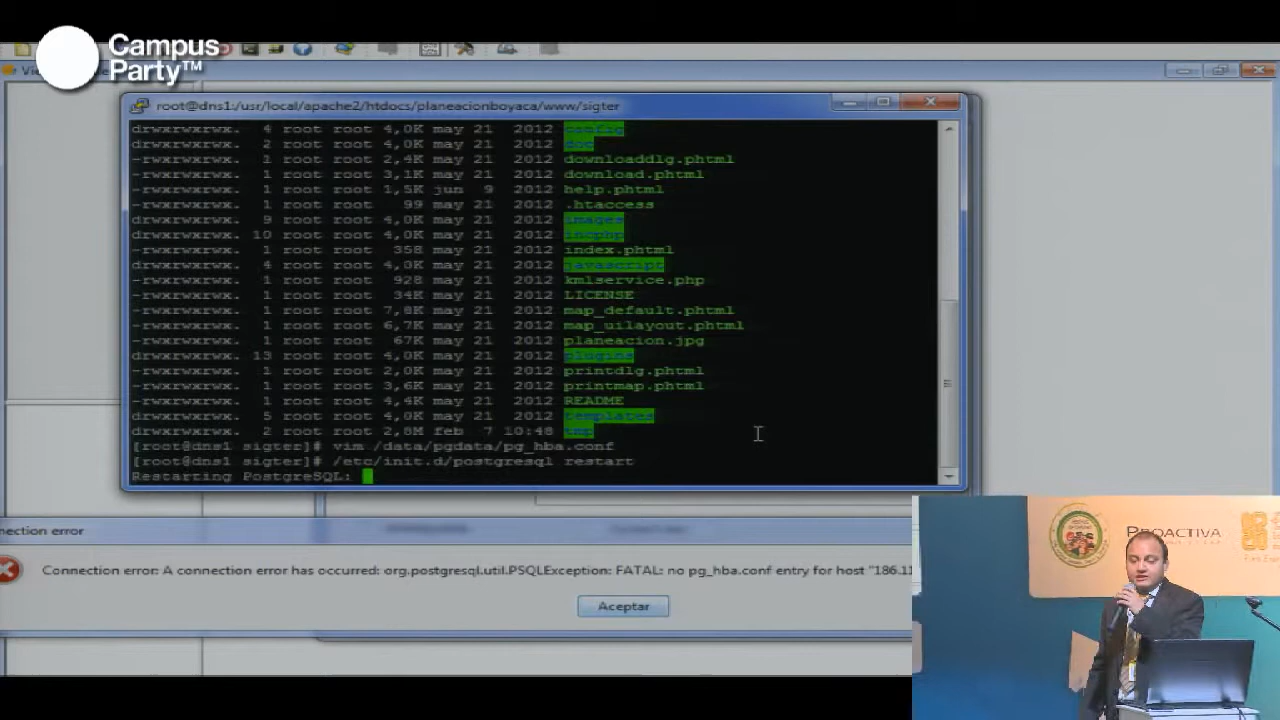 Campus
Party™
root@dns1:/usr/local/apache2/htdocs/planeacionboyaca/www/sigter
drwxrwxrwx. 4 root root 4,0K may 21 2012 config
drwxrwxrwx. 2 root root 4,0K may 21 2012 doc
-rwxrwxrwx. 1 root root 2,4K may 21 2012 downloaddlg.phtml
-rwxrwxrwx. 1 root root 3,1K may 21 2012 download.phtml
-rwxrwxrwx. 1 root root 1,5K jun 9 2012 help.phtml
-rwxrwxrwx. 1 root root 99 may 21 2012 .htaccess
drwxrwxrwx. 9 root root 4,0K may 21 2012 images
drwxrwxrwx. 10 root root 4,0K may 21 2012 incphp
-rwxrwxrwx. 1 root root 358 may 21 2012 index.phtml
drwxrwxrwx. 4 root root 4,0K may 21 2012 javascript
-rwxrwxrwx. 1 root root 928 may 21 2012 kmlservice.php
-rwxrwxrwx. 1 root root 34K may 21 2012 LICENSE
-rwxrwxrwx. 1 root root 7,8K may 21 2012 map_default.phtml
-rwxrwxrwx. 1 root root 6,7K may 21 2012 map_uilayout.phtml
-rwxrwxrwx. 1 root root 67K may 21 2012 planeacion.jpg
drwxrwxrwx. 13 root root 4,0K may 21 2012 plugins
-rwxrwxrwx. 1 root root 2,0K may 21 2012 printdlg.phtml
-rwxrwxrwx. 1 root root 3,6K may 21 2012 printmap.phtml
-rwxrwxrwx. 1 root root 4,4K may 21 2012 README
drwxrwxrwx. 5 root root 4,0K may 21 2012 templates
drwxrwxrwx. 2 root root 2,8M feb 7 10:48 tmp
[root@dns1 sigter]# vim /data/pgdata/pg_hba.conf
[root@dns1 sigter]# /etc/init.d/postgresql restart
Restarting PostgreSQL:
nection error
Connection error: A connection error has occurred: org.postgresql.util.PSQLException: FATAL: no pg_hba.conf entry for host "186.11
Aceptar
PROACTIVA